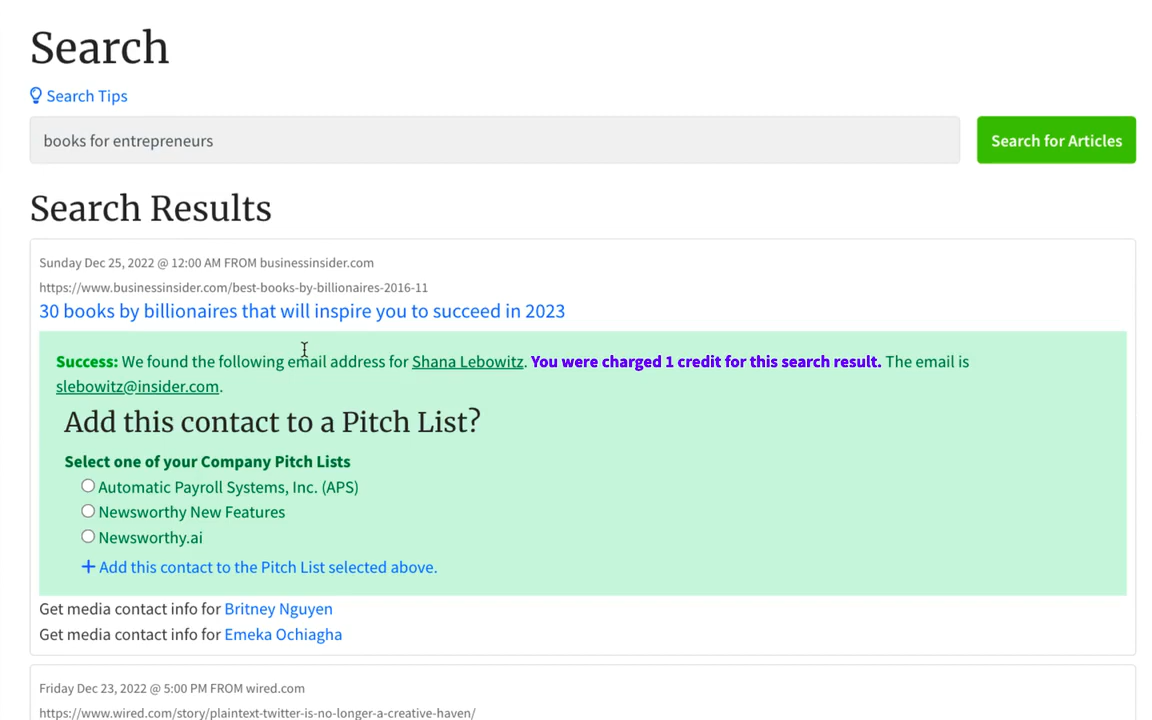 Search
Search Tips
books for entrepreneurs
Search for Articles
Search Results
Sunday Dec 25, 2022 @ 12:00 AM FROM businessinsider.com
https://www.businessinsider.com/best-books-by-billionaires-2016-11
30 books by billionaires that will inspire you to succeed in 2023
Success: We found the following email address for Shana Lebowitz. You were charged 1 credit for this search result. The email is
slebowitz@insider.com.
Add this contact to a Pitch List?
Select one of your Company Pitch Lists
Automatic Payroll Systems, Inc. (APS)
Newsworthy New Features
Newsworthy.ai
+ Add this contact to the Pitch List selected above.
Get media contact info for Britney Nguyen
Get media contact info for Emeka Ochiagha
Friday Dec 23, 2022 @ 5:00 PM FROM wired.com
https://www.wired.com/story/plaintext-twitter-is-no-longer-a-creative-haven/